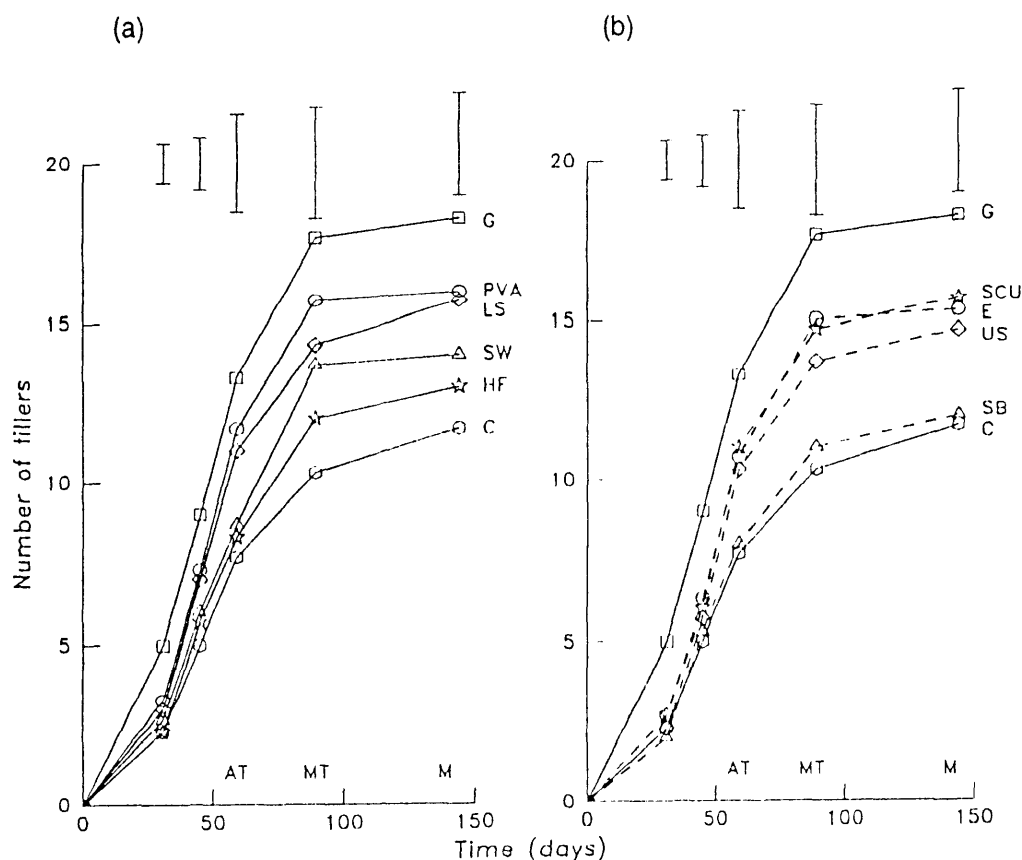 (a)
(b)
Number of tillers
20
15
10
5
0
G
PVA
LS
SW
HF
C
AT MT M
0 50 100 150
20
15
10
5
0
G
SCU
E
US
SB
C
AT MT M
0 50 100 150
Time (days)